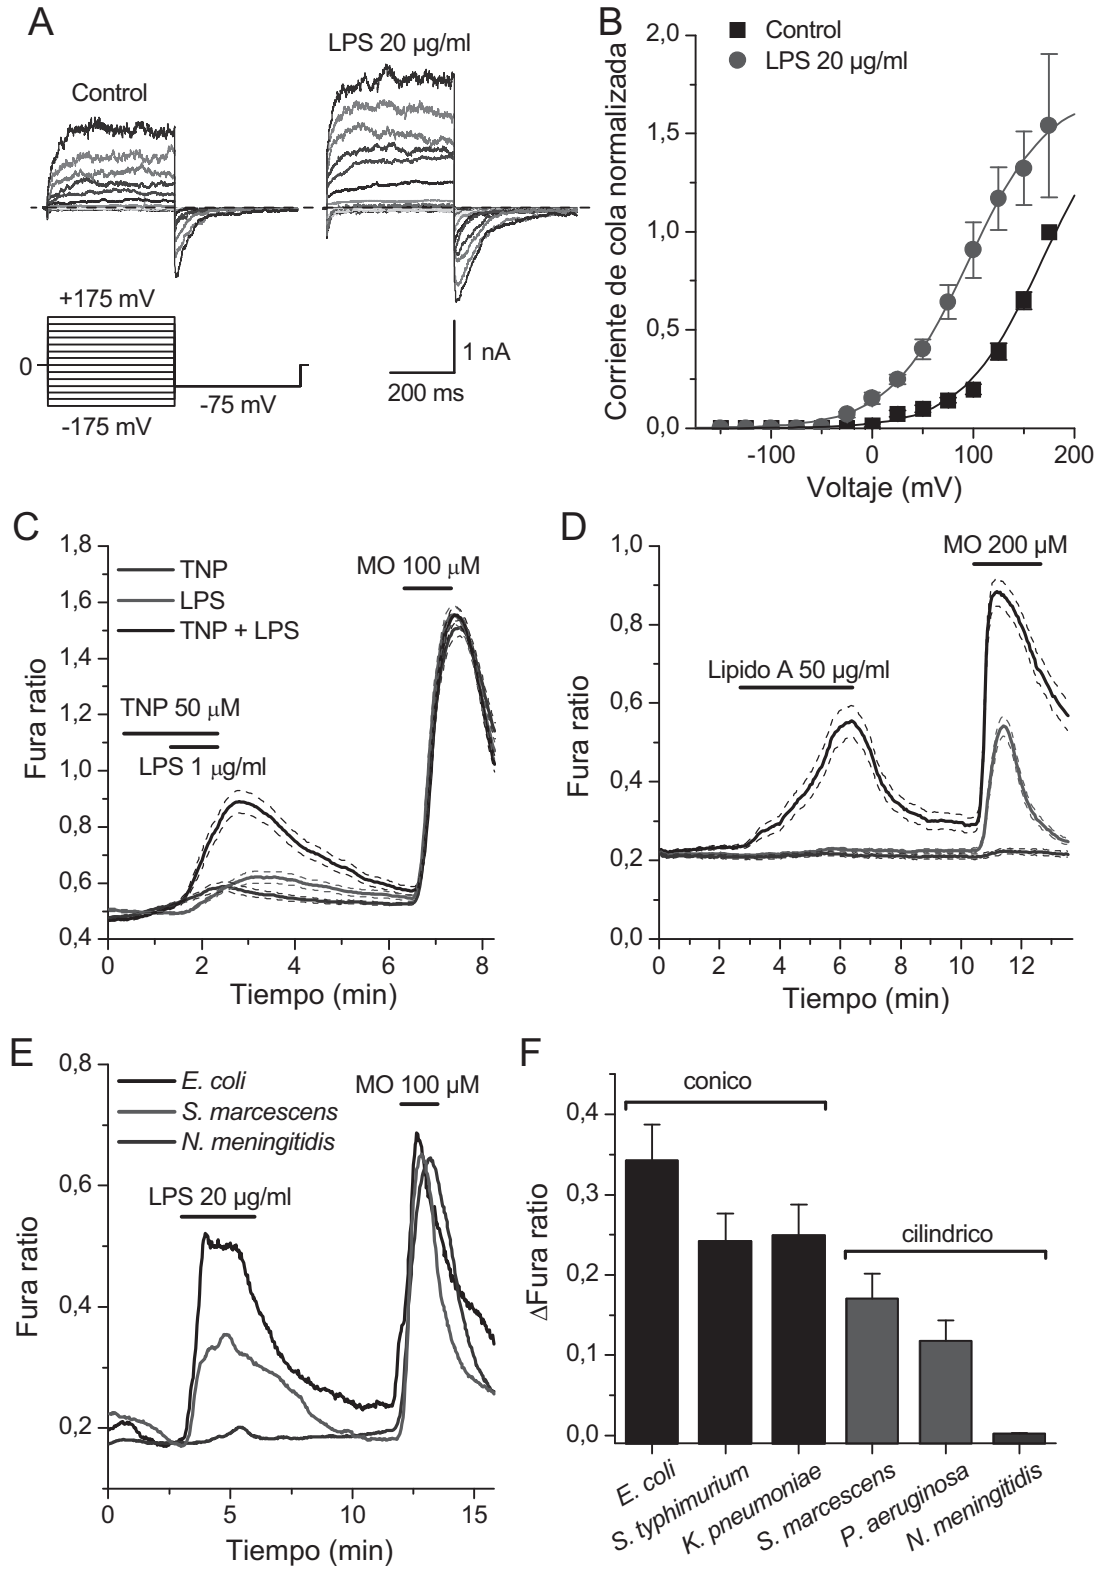 A
LPS 20 µg/ml
Control
+175 mV
0
-175 mV
-75 mV
1 nA
200 ms
B
Control
LPS 20 µg/ml
Corriente de cola normalizada
2,0
1,5
1,0
0,5
0,0
-100 0 100 200
Voltaje (mV)
C
TNP
LPS
TNP + LPS
MO 100 μM
TNP 50 μM
LPS 1 μg/ml
Fura ratio
1,8
1,6
1,4
1,2
1,0
0,8
0,6
0,4
0 2 4 6 8
Tiempo (min)
D
MO 200 µM
Lipido A 50 µg/ml
Fura ratio
1,0
0,8
0,6
0,4
0,2
0,0
0 2 4 6 8 10 12
Tiempo (min)
E
E. coli
S. marcescens
N. meningitidis
MO 100 µM
LPS 20 µg/ml
Fura ratio
0,8
0,6
0,4
0,2
0 5 10 15
Tiempo (min)
F
conico
cilindrico
ΔFura ratio
0,4
0,3
0,2
0,1
0,0
E. coli
S. typhimurium
K. pneumoniae
S. marcescens
P. aeruginosa
N. meningitidis